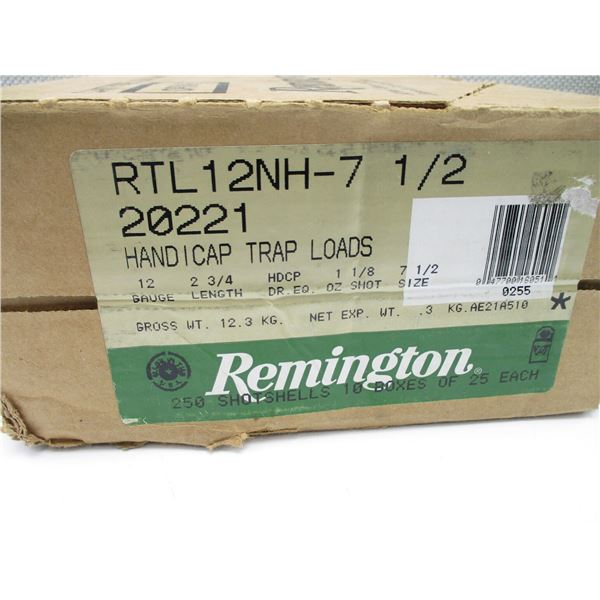 RTL12NH-7 1/2
20221
HANDICAP TRAP LOADS
12 2 3/4 HDCP 1 1/8 7 1/2
GAUGE LENGTH DR.EQ. OZ SHOT SIZE
0255
GROSS WT. 12.3 KG. NET EXP. WT. .3 KG.AE21A510 *
Remington®
250 SHOTSHELLS 10 BOXES OF 25 EACH